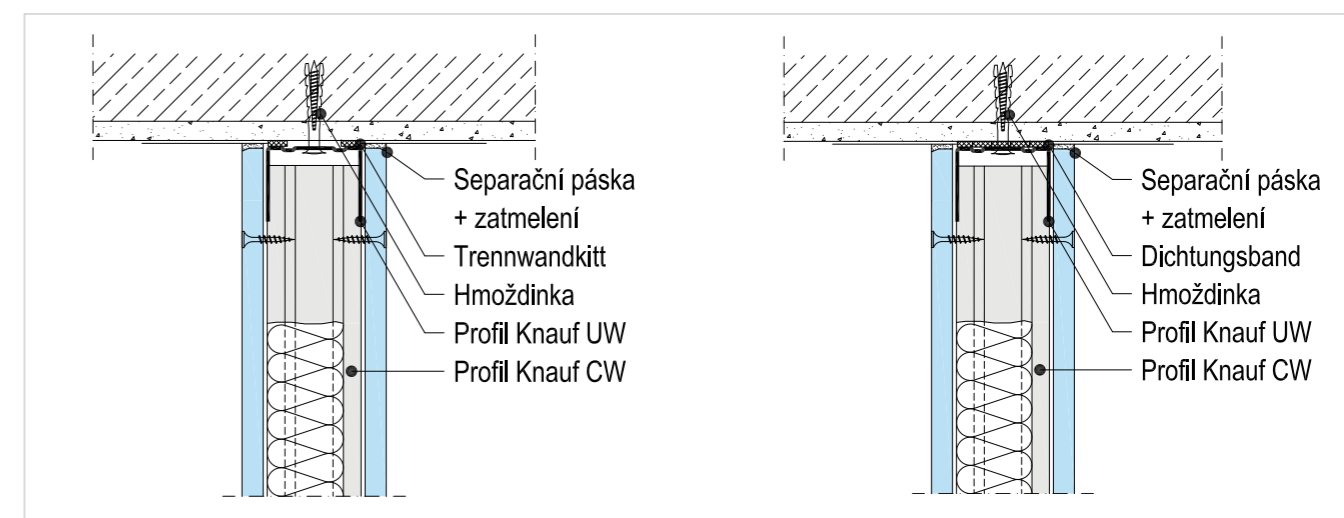 Separační páska
+ zatmelení
Trennwandkitt
Hmoždinka
Profil Knauf UW
Profil Knauf CW
Separační páska
+ zatmelení
Dichtungsband
Hmoždinka
Profil Knauf UW
Profil Knauf CW